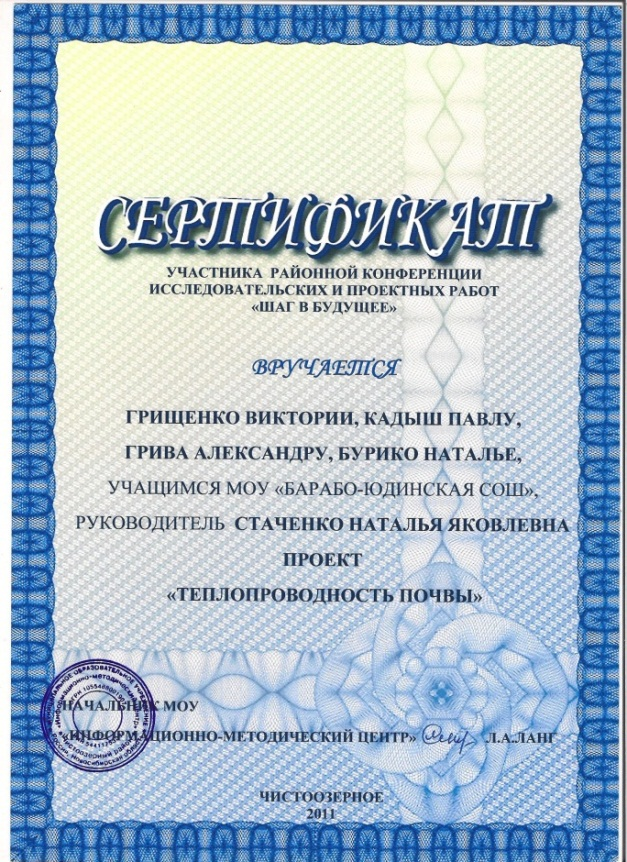 СЕРТИФИКАТ
УЧАСТНИКА РАЙОННОЙ КОНФЕРЕНЦИИ
ИССЛЕДОВАТЕЛЬСКИХ И ПРОЕКТНЫХ РАБОТ
«ШАГ В БУДУЩЕЕ»
ВРУЧАЕТСЯ
ГРИЩЕНКО ВИКТОРИИ, КАДЫШ ПАВЛУ,
ГРИВА АЛЕКСАНДРУ, БУРИКО НАТАЛЬЕ,
УЧАЩИМСЯ МОУ «БАРАБО-ЮДИНСКАЯ СОШ»,
РУКОВОДИТЕЛЬ СТАЧЕНКО НАТАЛЬЯ ЯКОВЛЕВНА
ПРОЕКТ
«ТЕПЛОПРОВОДНОСТЬ ПОЧВЫ»
НАЧАЛЬНИК МОУ
«ИНФОРМАЦИОННО-МЕТОДИЧЕСКИЙ ЦЕНТР» Л.А.ЛАНГ
ЧИСТООЗЕРНОЕ
2011